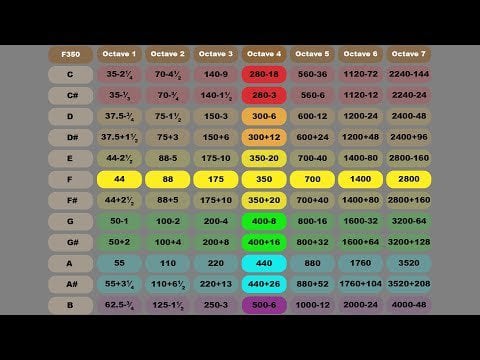 F350 Octave 1 Octave 2 Octave 3 Octave 4 Octave 5 Octave 6 Octave 7
C 35-2¹⁄₄ 70-4¹⁄₂ 140-9 280-18 560-36 1120-72 2240-144
C# 35-¹⁄₃ 70-³⁄₄ 140-1¹⁄₂ 280-3 560-6 1120-12 2240-24
D 37.5-³⁄₄ 75-1¹⁄₂ 150-3 300-6 600-12 1200-24 2400-48
D# 37.5+1¹⁄₂ 75+3 150+6 300+12 600+24 1200+48 2400+96
E 44-2¹⁄₂ 88-5 175-10 350-20 700-40 1400-80 2800-160
F 44 88 175 350 700 1400 2800
F# 44+2¹⁄₂ 88+5 175+10 350+20 700+40 1400+80 2800+160
G 50-1 100-2 200-4 400-8 800-16 1600-32 3200-64
G# 50+2 100+4 200+8 400+16 800+32 1600+64 3200+128
A 55 110 220 440 880 1760 3520
A# 55+3¹⁄₄ 110+6¹⁄₂ 220+13 440+26 880+52 1760+104 3520+208
B 62.5-³⁄₄ 125-1¹⁄₂ 250-3 500-6 1000-12 2000-24 4000-48